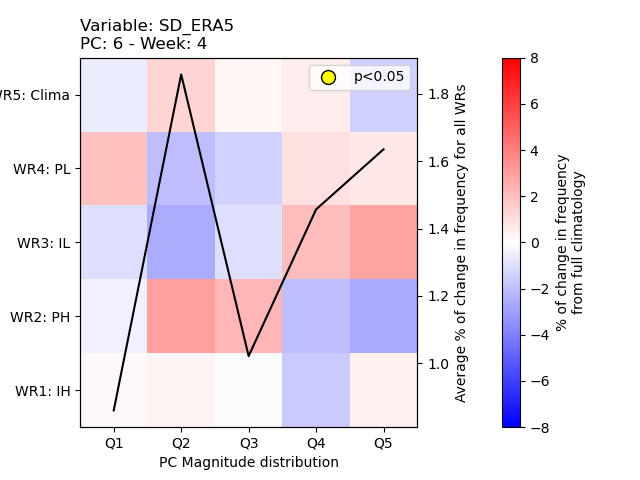 Variable: SD_ERA5
PC: 6 - Week: 4
p<0.05
WR5: Clima
WR4: PL
WR3: IL
WR2: PH
WR1: IH
Q1 Q2 Q3 Q4 Q5
PC Magnitude distribution
1.8
1.6
1.4
1.2
1.0
Average % of change in frequency for all WRs
8
6
4
2
0
−2
−4
−6
−8
% of change in frequency
from full climatology